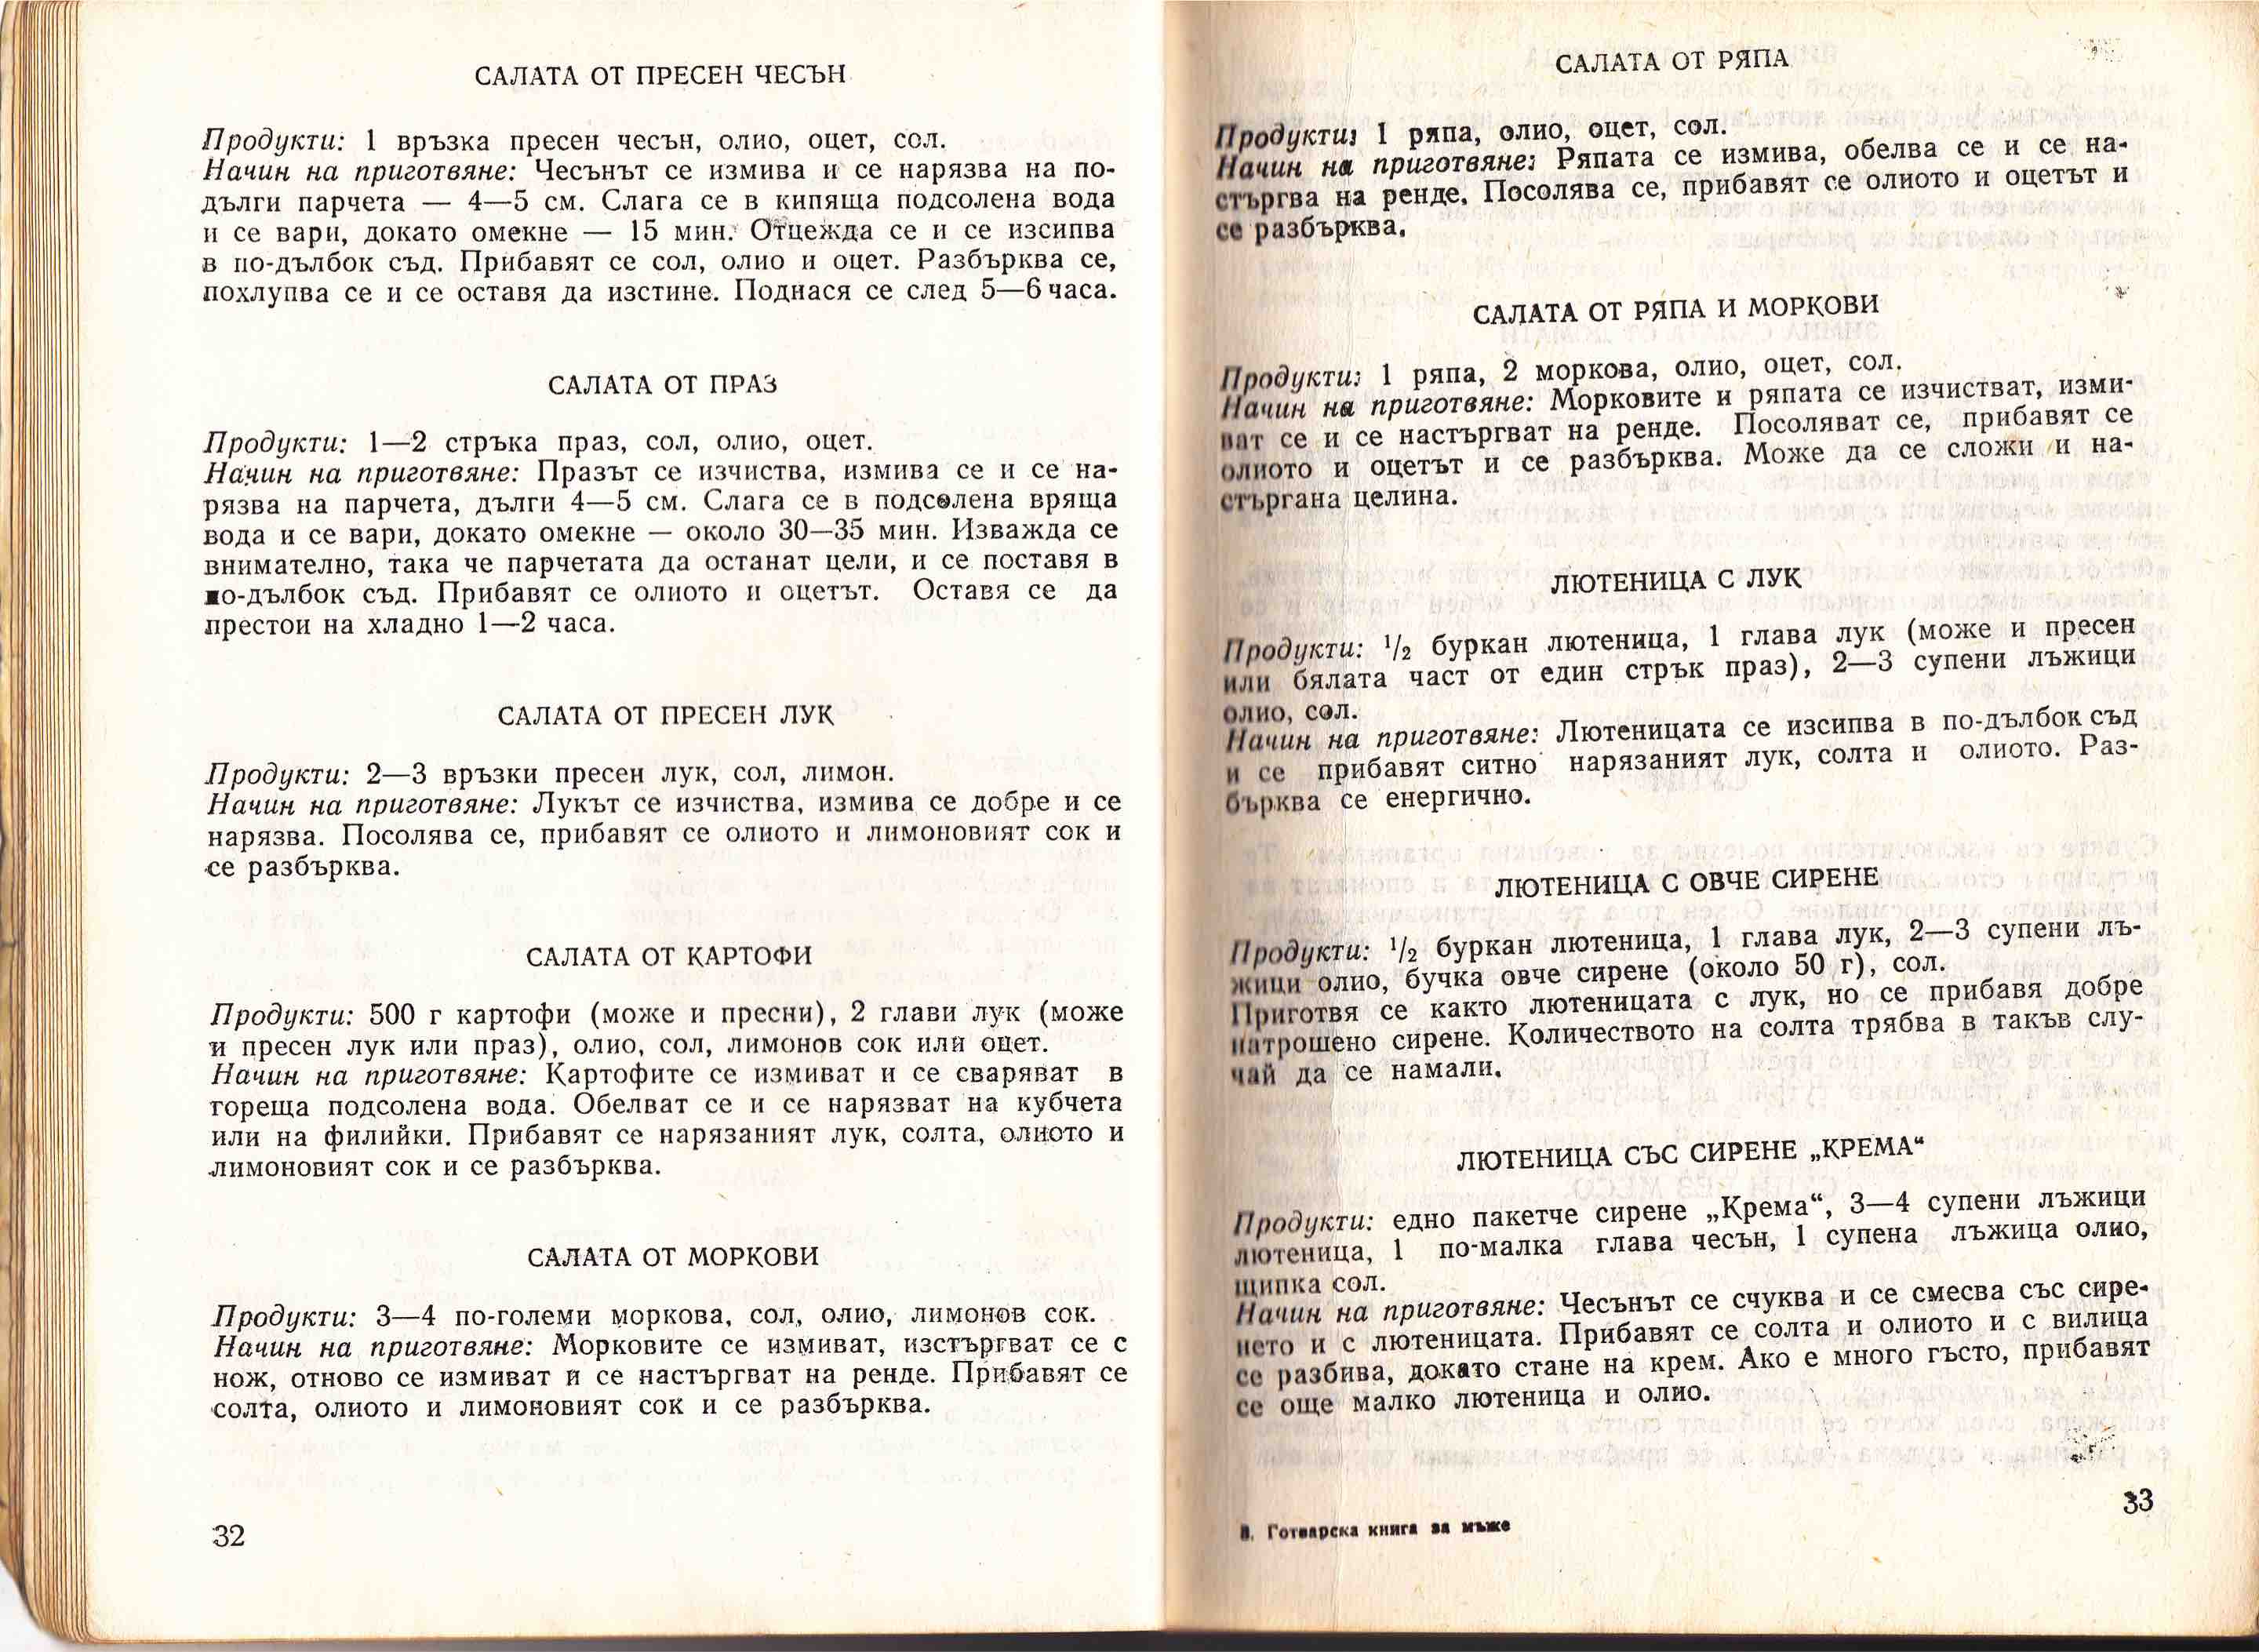 САЛАТА ОТ ПРЕСЕН ЧЕСЪН
Продукти: 1 връзка пресен чесън, олио, оцет, сол.
Начин на приготвяне: Чесънът се измива и се нарязва на по-
дълги парчета — 4—5 см. Слага се в кипяща подсолена вода
и се вари, докато омекне — 15 мин. Отцежда се и се изсипва
в по-дълбок съд. Прибавят се сол, олио и оцет. Разбърква се,
похлупва се и се оставя да изстине. Поднася се след 5—6 часа.
САЛАТА ОТ ПРАЗ
Продукти: 1—2 стръка праз, сол, олио, оцет.
Начин на приготвяне: Празът се изчиства, измива се и се на-
рязва на парчета, дълги 4—5 см. Слага се в подсолена вряща
вода и се вари, докато омекне — около 30—35 мин. Изважда се
внимателно, така че парчетата да останат цели, и се поставя в
по-дълбок съд. Прибавят се олиото и оцетът. Оставя се да
престои на хладно 1—2 часа.
САЛАТА ОТ ПРЕСЕН ЛУК
Продукти: 2—3 връзки пресен лук, сол, лимон.
Начин на приготвяне: Лукът се изчиства, измива се добре и се
нарязва. Посолява се, прибавят се олиото и лимоновият сок и
се разбърква.
САЛАТА ОТ КАРТОФИ
Продукти: 500 г картофи (може и пресни), 2 глави лук (може
и пресен лук или праз), олио, сол, лимонов сок или оцет.
Начин на приготвяне: Картофите се измиват и се сваряват в
гореща подсолена вода. Обелват се и се нарязват на кубчета
или на филийки. Прибавят се нарязаният лук, солта, олиото и
лимоновият сок и се разбърква.
САЛАТА ОТ МОРКОВИ
Продукти: 3—4 по-големи моркова, сол, олио, лимонов сок.
Начин на приготвяне: Морковите се измиват, изстъргват се с
нож, отново се измиват и се настъргват на ренде. Прибавят се
солта, олиото и лимоновият сок и се разбърква.
32
САЛАТА ОТ РЯПА
Продукти: 1 ряпа, олио, оцет, сол.
Начин на приготвяне: Ряпата се измива, обелва се и се на-
стъргва на ренде. Посолява се, прибавят се олиото и оцетът и
се разбърква.
САЛАТА ОТ РЯПА И МОРКОВИ
Продукти: 1 ряпа, 2 моркова, олио, оцет, сол.
Начин на приготвяне: Морковите и ряпата се изчистват, изми-
ват се и се настъргват на ренде. Посоляват се, прибавят се
олиото и оцетът и се разбърква. Може да се сложи и на-
стъргана целина.
ЛЮТЕНИЦА С ЛУК
Продукти: 1/2 буркан лютеница, 1 глава лук (може и пресен
или бялата част от един стрък праз), 2—3 супени лъжици
олио, сол.
Начин на приготвяне: Лютеницата се изсипва в по-дълбок съд
и се прибавят ситно нарязаният лук, солта и олиото. Раз-
бърква се енергично.
ЛЮТЕНИЦА С ОВЧЕ СИРЕНЕ
Продукти: 1/2 буркан лютеница, 1 глава лук, 2—3 супени лъ-
жици олио, бучка овче сирене (около 50 г), сол.
Приготвя се както лютеницата с лук, но се прибавя добре
натрошено сирене. Количеството на солта трябва в такъв слу-
чай да се намали.
ЛЮТЕНИЦА СЪС СИРЕНЕ „КРЕМА“
Продукти: едно пакетче сирене „Крема“, 3—4 супени лъжици
лютеница, 1 по-малка глава чесън, 1 супена лъжица олио,
щипка сол.
Начин на приготвяне: Чесънът се счуква и се смесва със сире-
нето и с лютеницата. Прибавят се солта и олиото и с вилица
се разбива, докато стане на крем. Ако е много гъсто, прибавят
се още малко лютеница и олио.
Готварска книга за мъже
33